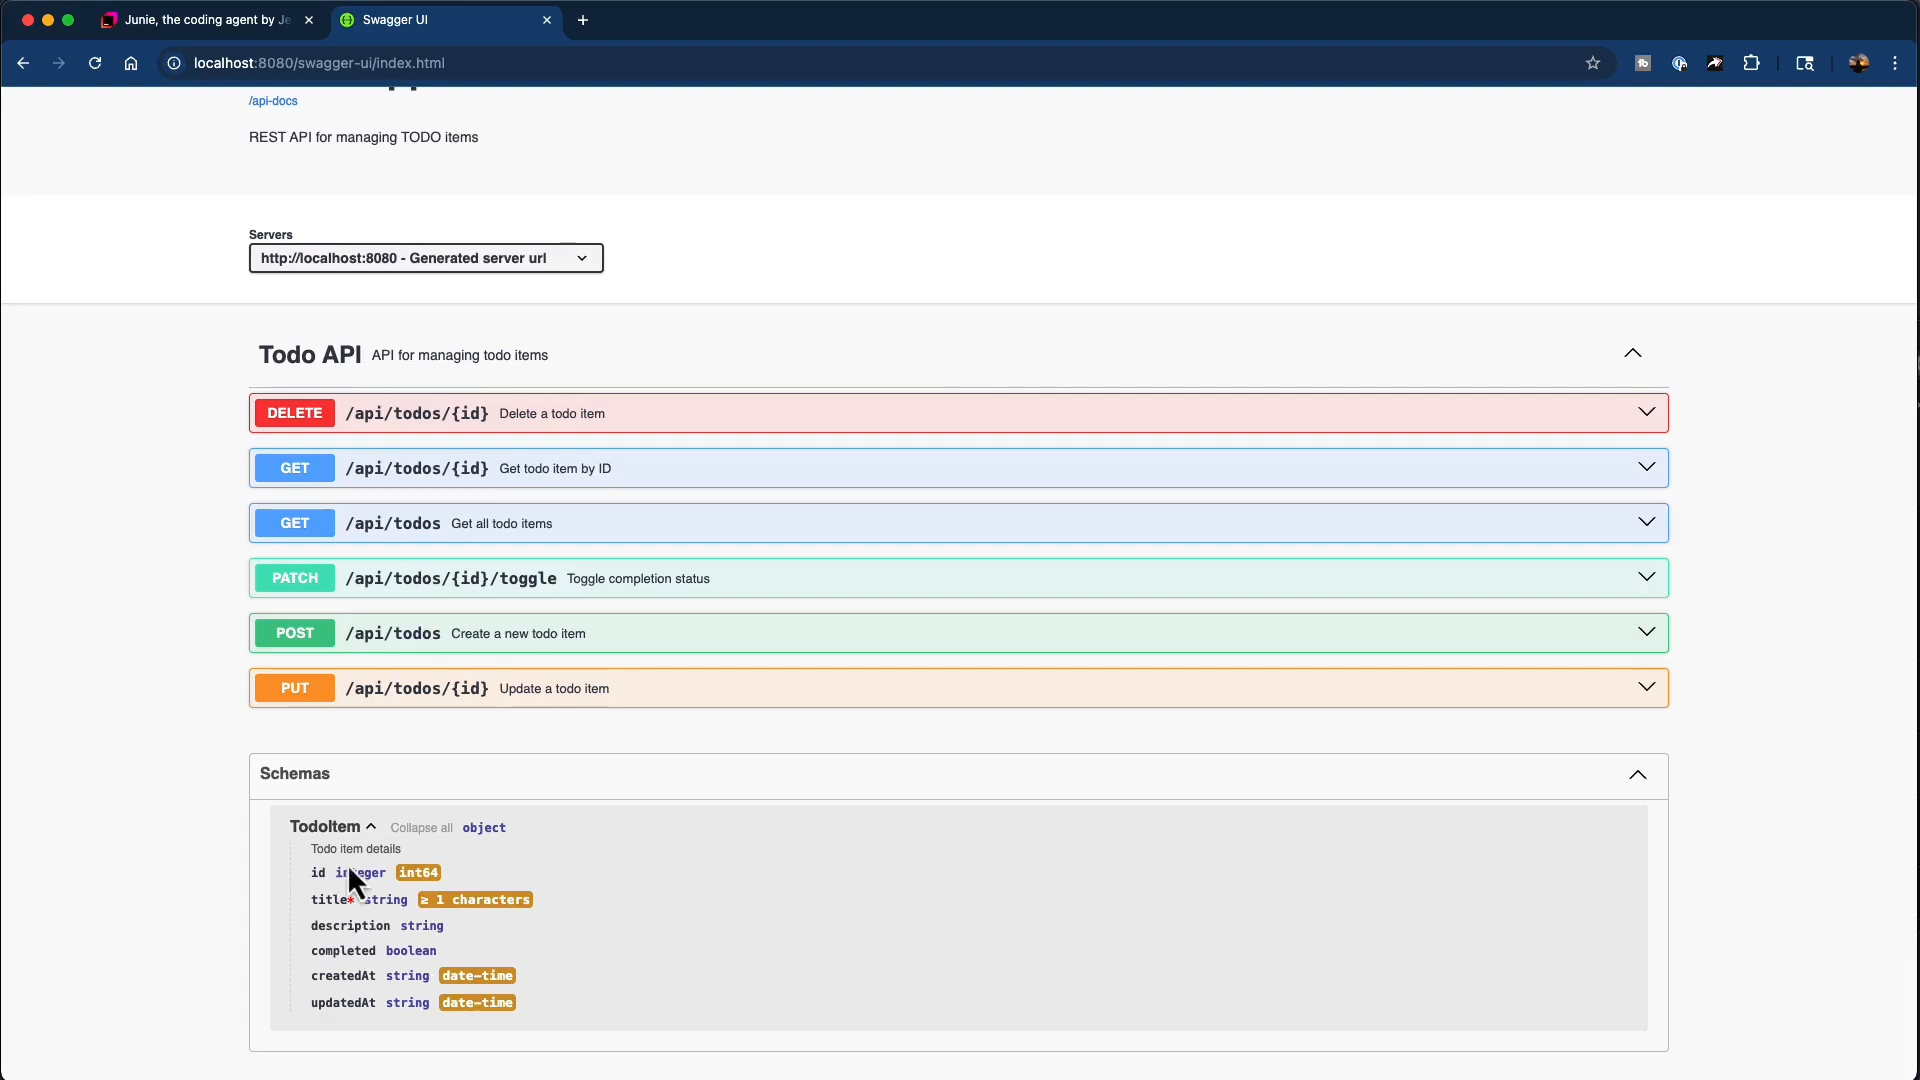 Junie, the coding agent by Je
Swagger UI
localhost:8080/swagger-ui/index.html
/api-docs
REST API for managing TODO items
Servers
http://localhost:8080 - Generated server url
Todo API API for managing todo items
DELETE /api/todos/{id} Delete a todo item
GET /api/todos/{id} Get todo item by ID
GET /api/todos Get all todo items
PATCH /api/todos/{id}/toggle Toggle completion status
POST /api/todos Create a new todo item
PUT /api/todos/{id} Update a todo item
Schemas
TodoItem Collapse all object
Todo item details
id integer int64
title* string ≥ 1 characters
description string
completed boolean
createdAt string date-time
updatedAt string date-time